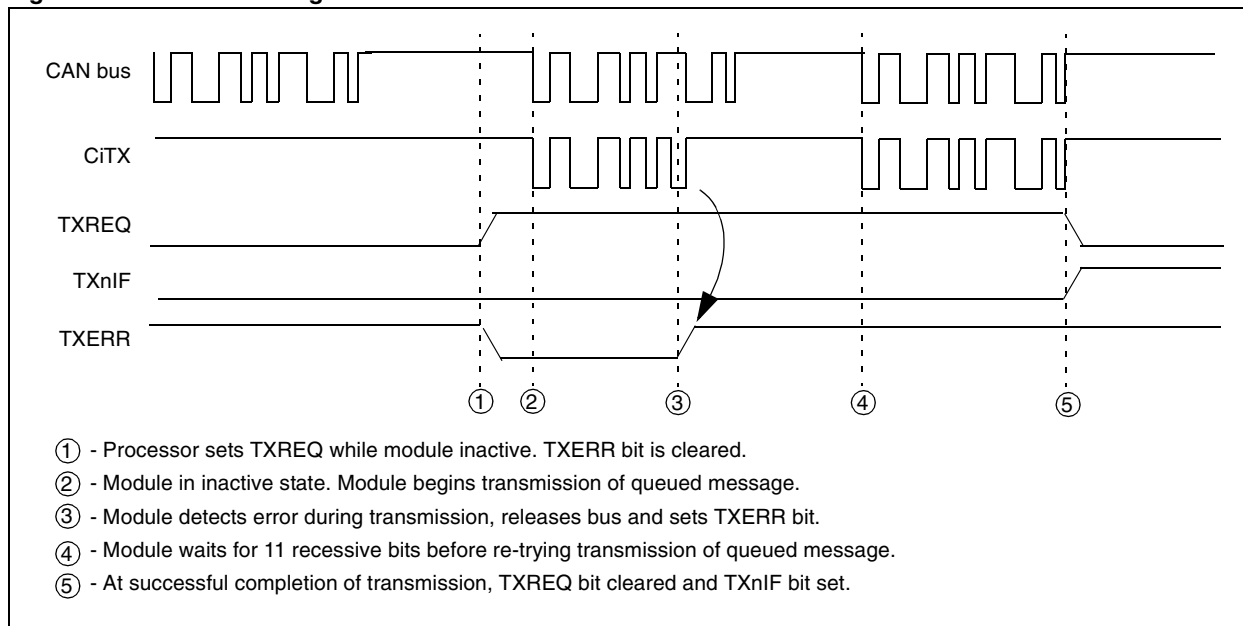 CAN bus
CiTX
TXREQ
TXnIF
TXERR
1 2 3 4 5
1 - Processor sets TXREQ while module inactive. TXERR bit is cleared.
2 - Module in inactive state. Module begins transmission of queued message.
3 - Module detects error during transmission, releases bus and sets TXERR bit.
4 - Module waits for 11 recessive bits before re-trying transmission of queued message.
5 - At successful completion of transmission, TXREQ bit cleared and TXnIF bit set.